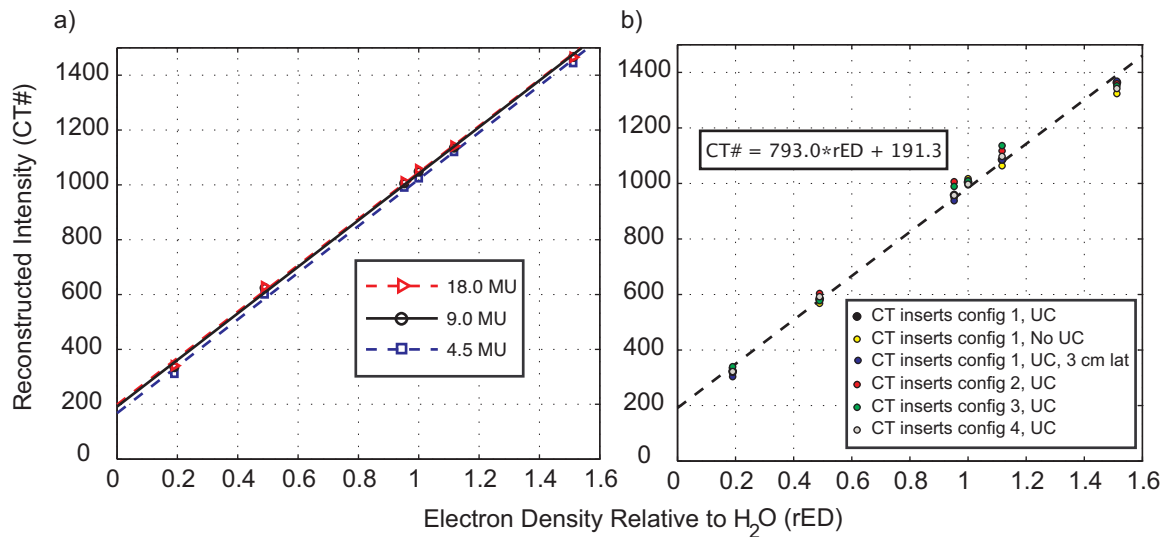 a)
b)
Reconstructed Intensity (CT#)
1400
1200
1000
800
600
400
200
0
0 0.2 0.4 0.6 0.8 1 1.2 1.4 1.6
18.0 MU
9.0 MU
4.5 MU
1400
1200
1000
800
600
400
200
0
0 0.2 0.4 0.6 0.8 1 1.2 1.4 1.6
CT# = 793.0*rED + 191.3
CT inserts config 1, UC
CT inserts config 1, No UC
CT inserts config 1, UC, 3 cm lat
CT inserts config 2, UC
CT inserts config 3, UC
CT inserts config 4, UC
Electron Density Relative to H₂O (rED)